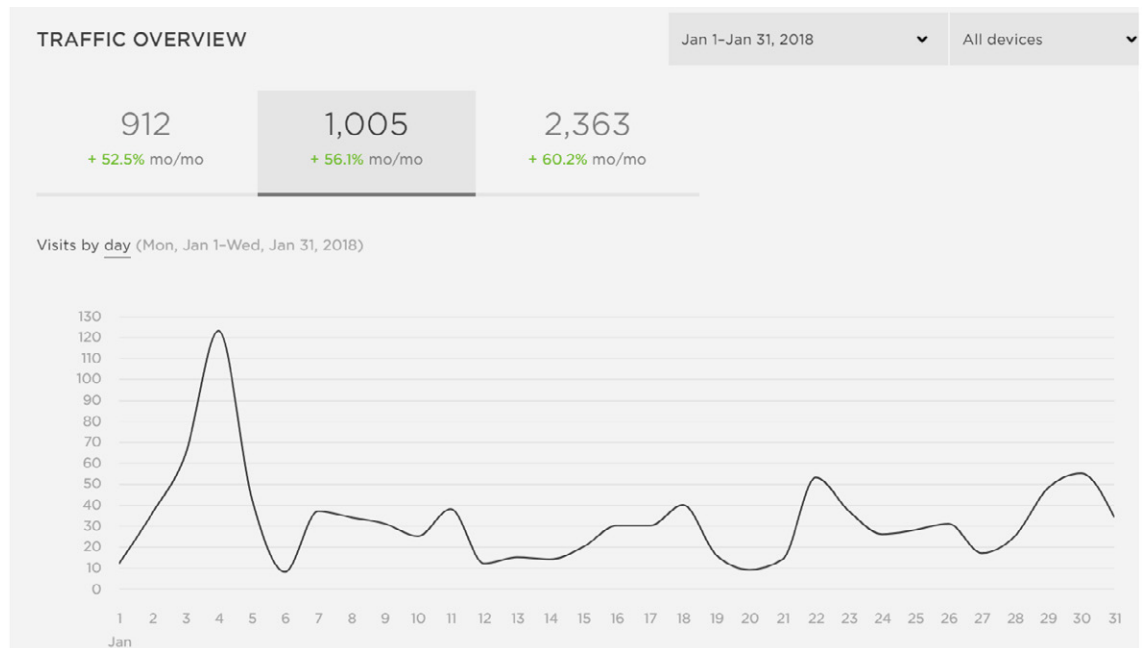 TRAFFIC OVERVIEW
Jan 1–Jan 31, 2018
All devices
912
1,005
2,363
+ 52.5% mo/mo
+ 56.1% mo/mo
+ 60.2% mo/mo
Visits by day (Mon, Jan 1–Wed, Jan 31, 2018)
130
120
110
100
90
80
70
60
50
40
30
20
10
0
1 2 3 4 5 6 7 8 9 10 11 12 13 14 15 16 17 18 19 20 21 22 23 24 25 26 27 28 29 30 31
Jan